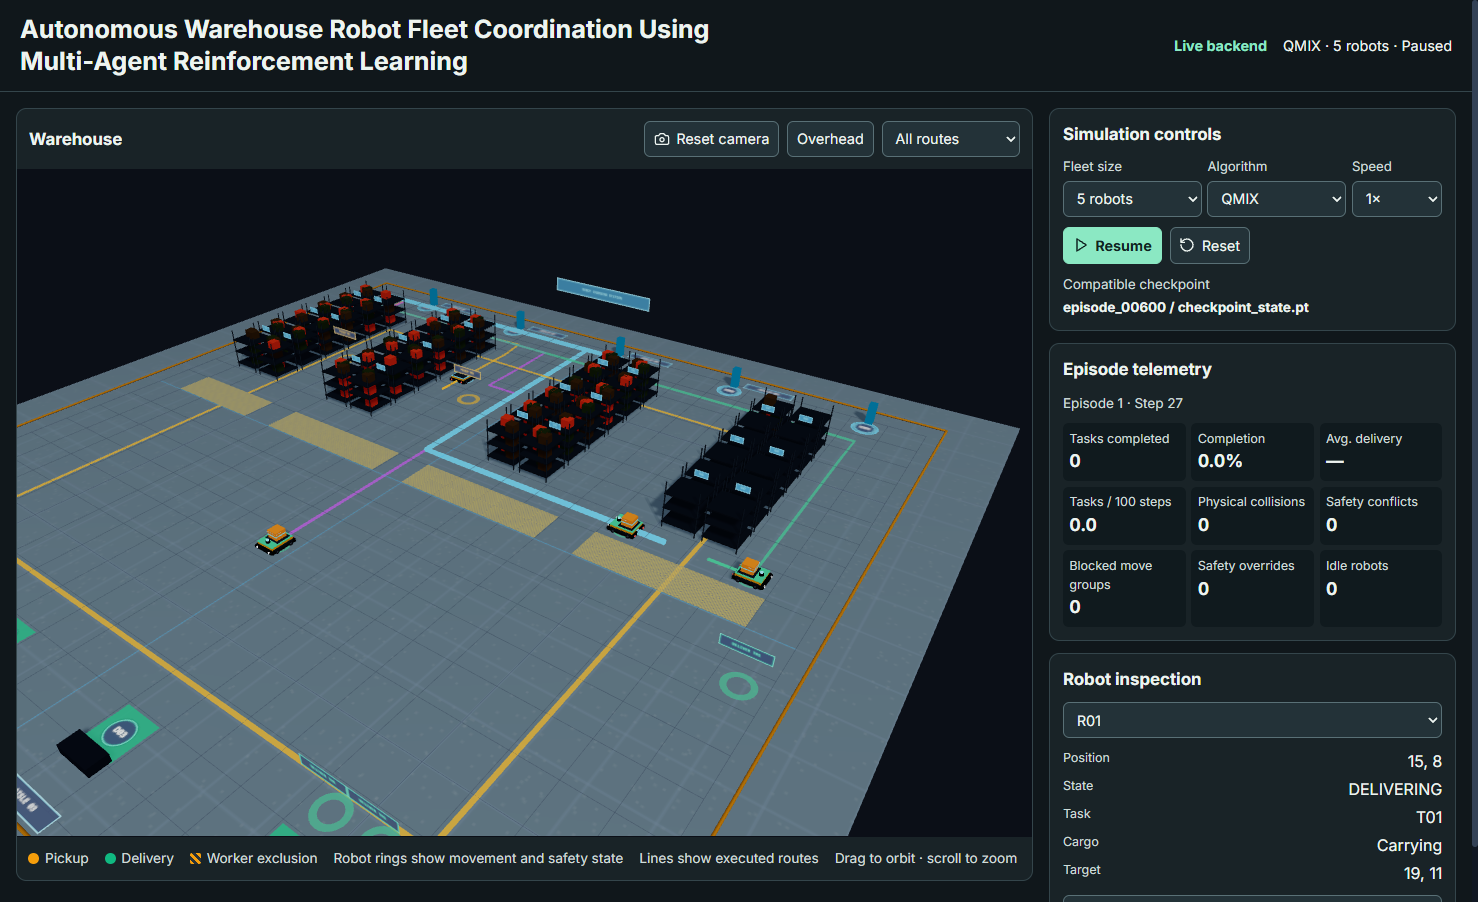 Autonomous Warehouse Robot Fleet Coordination Using
Multi-Agent Reinforcement Learning
Live backend QMIX · 5 robots · Paused
Warehouse
Reset camera
Overhead
All routes
Pickup
Delivery
Worker exclusion
Robot rings show movement and safety state
Lines show executed routes
Drag to orbit · scroll to zoom
Simulation controls
Fleet size Algorithm Speed
5 robots QMIX 1×
Resume Reset
Compatible checkpoint
episode_00600 / checkpoint_state.pt
Episode telemetry
Episode 1 · Step 27
Tasks completed
0
Completion
0.0%
Avg. delivery
—
Tasks / 100 steps
0.0
Physical collisions
0
Safety conflicts
0
Blocked move
groups
0
Safety overrides
0
Idle robots
0
Robot inspection
R01
Position 15, 8
State DELIVERING
Task T01
Cargo Carrying
Target 19, 11